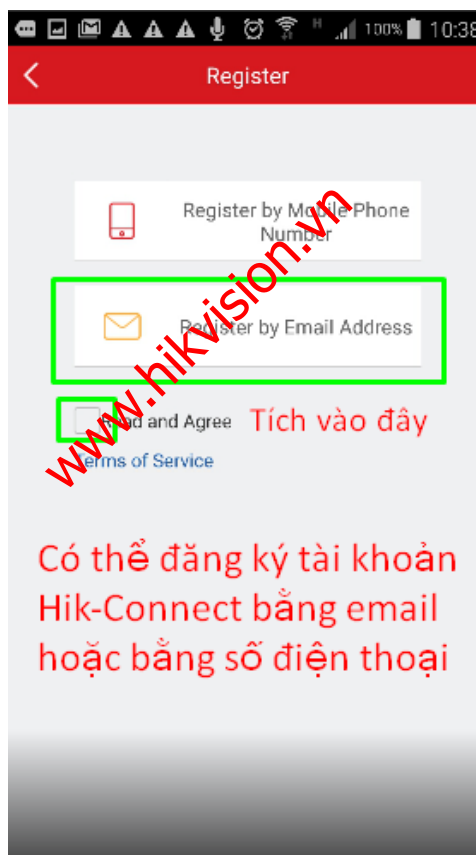 H 100% 10:38
Register
Register by Mobile Phone
Number
Register by Email Address
Read and Agree Tích vào đây
Terms of Service
www.hikvision.vn
Có thể đăng ký tài khoản
Hik-Connect bằng email
hoặc bằng số điện thoại